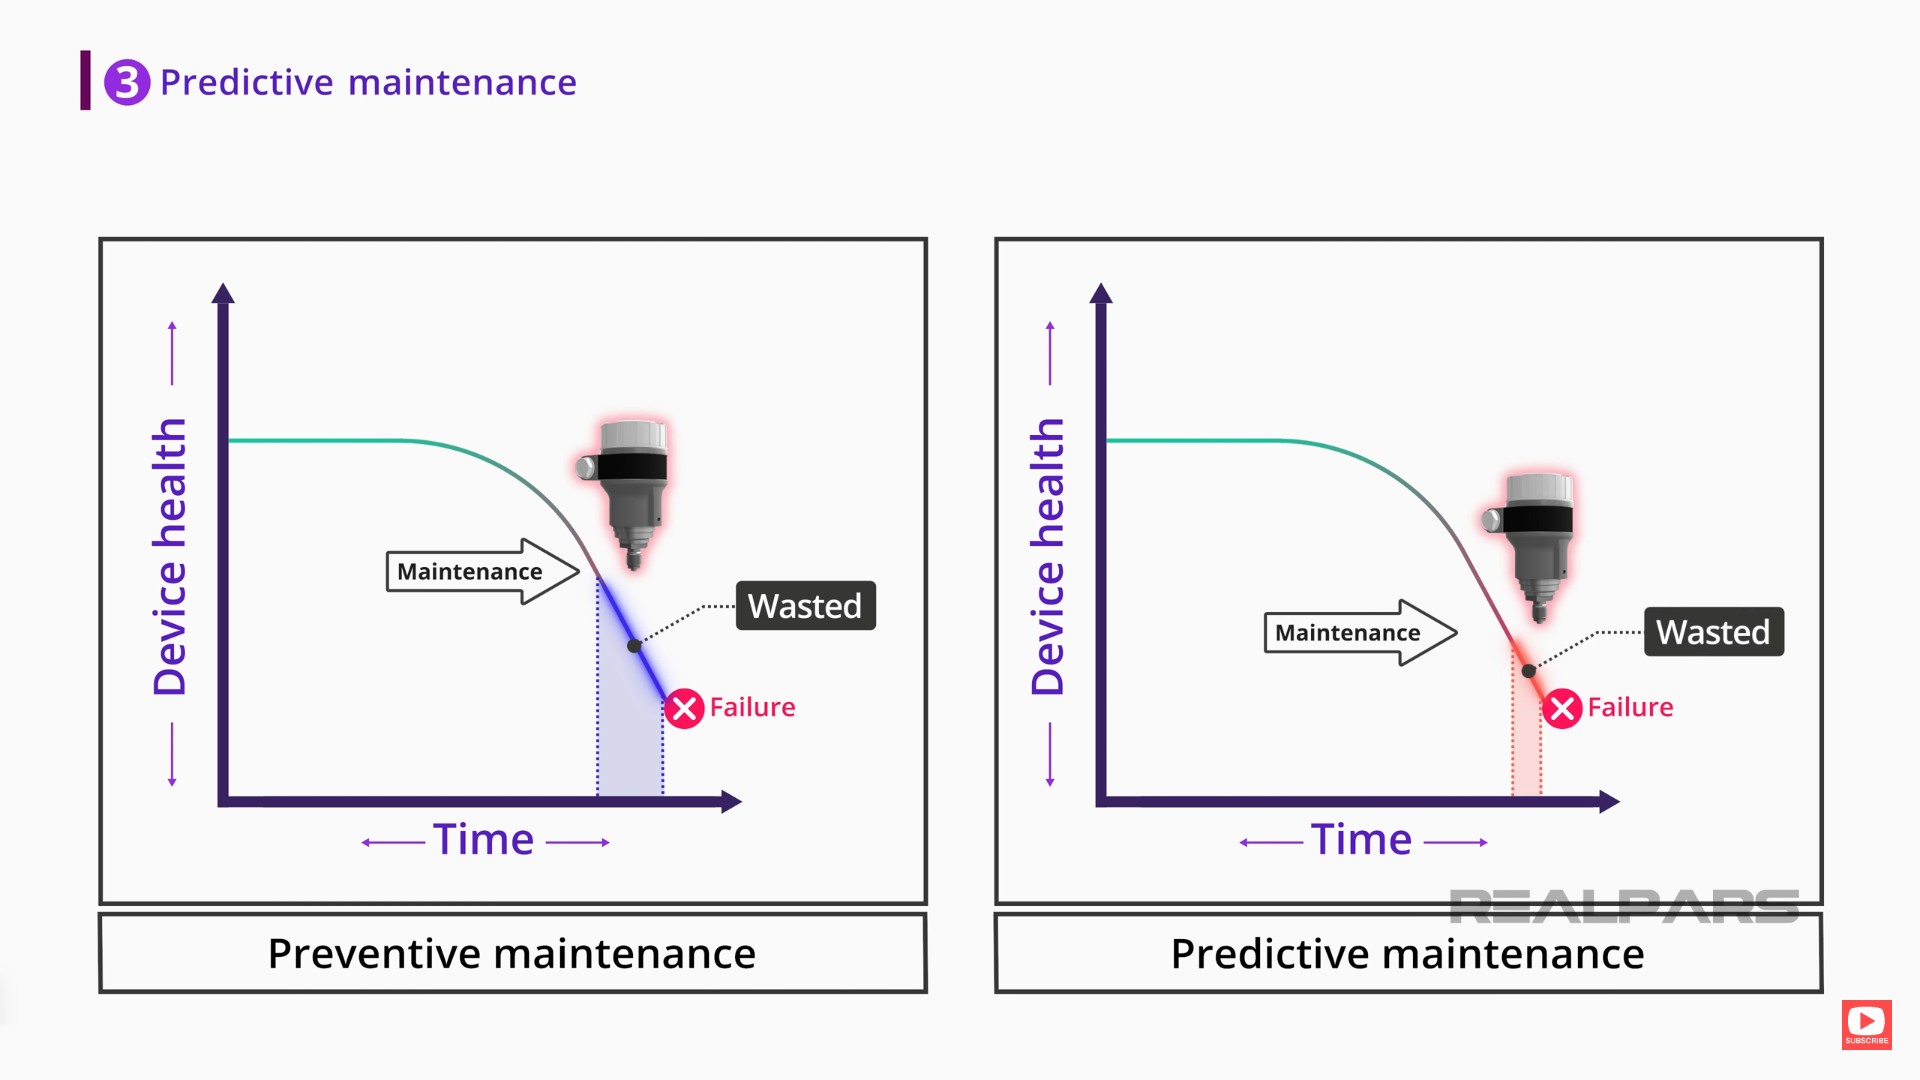 3 Predictive maintenance
Device health
Maintenance
Wasted
Failure
Time
Preventive maintenance
Device health
Maintenance
Wasted
Failure
Time
REALPARS
Predictive maintenance
SUBSCRIBE